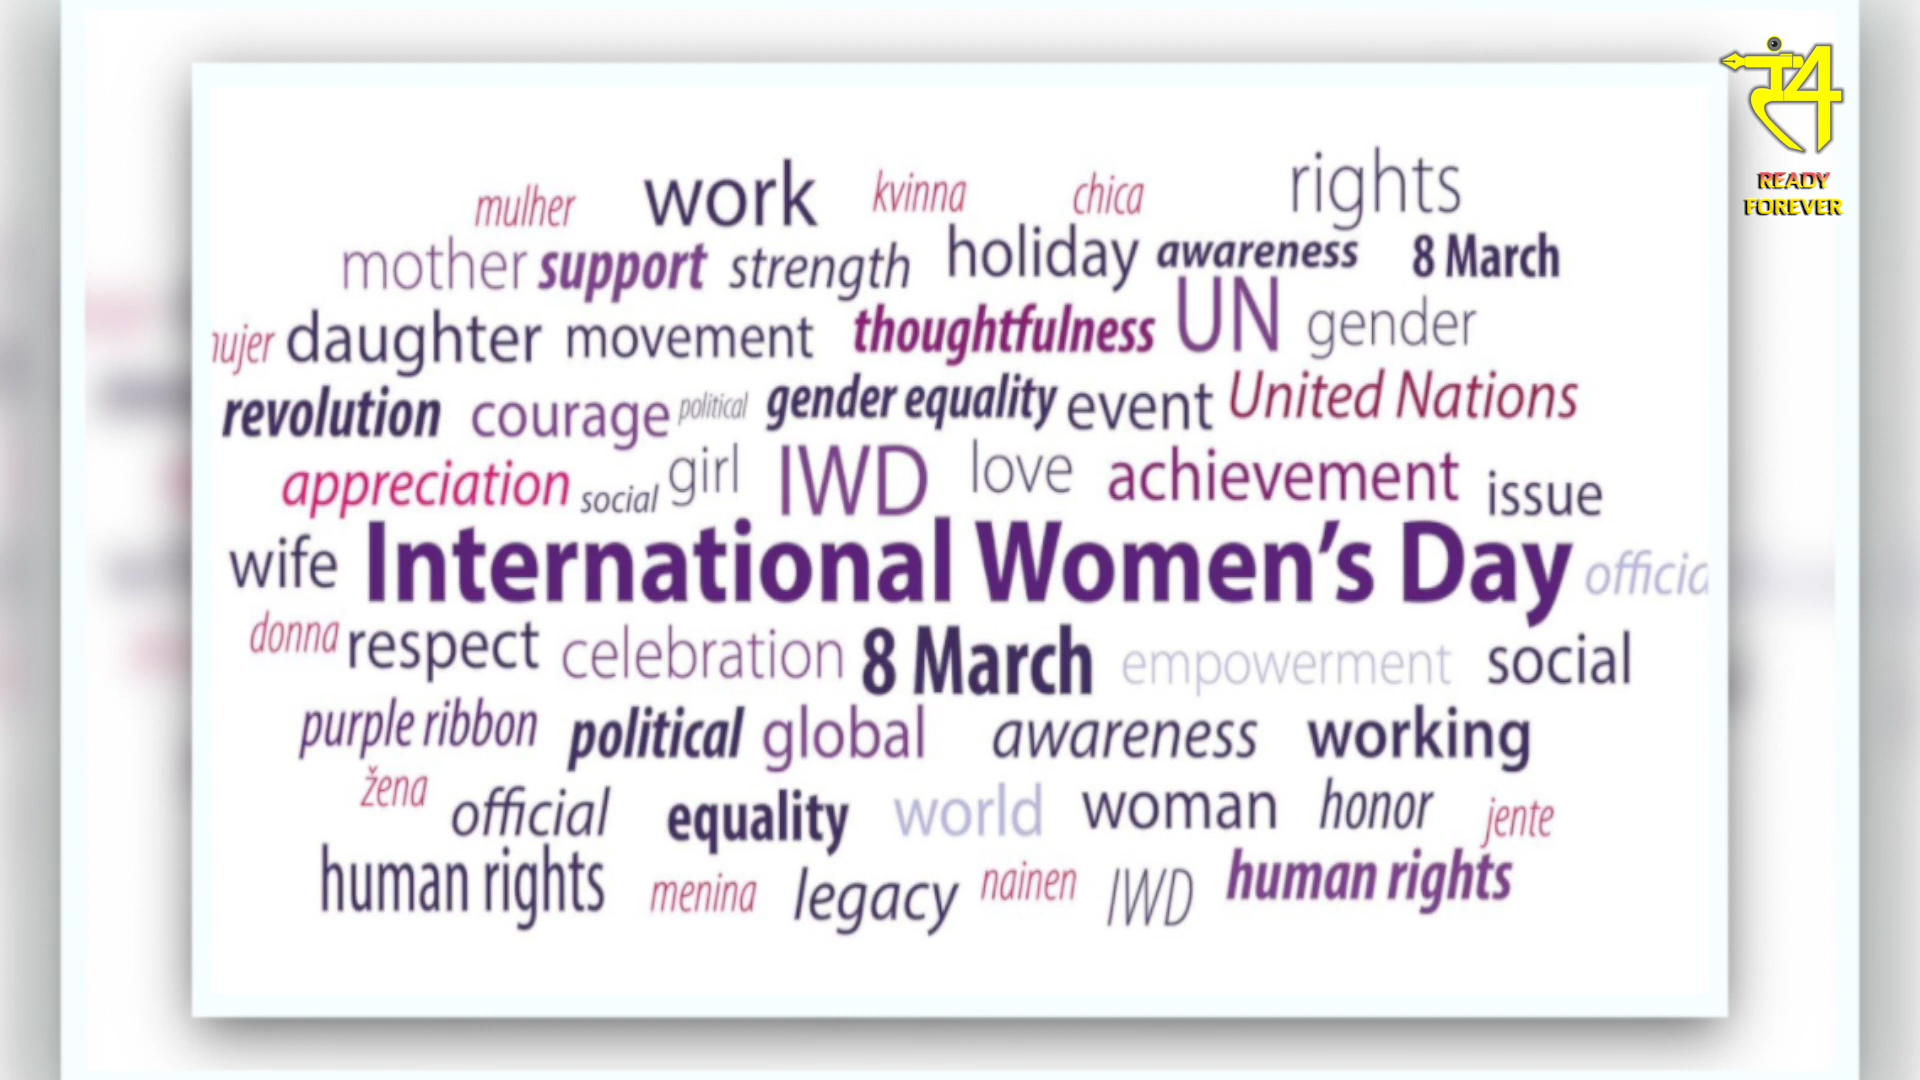 mulher work kvinna chica rights
mother support strength holiday awareness 8 March
daughter movement thoughtfulness UN gender
revolution courage political gender equality event United Nations
appreciation social girl IWD love achievement issue
wife International Women's Day
donna respect celebration 8 March empowerment social
purple ribbon political global awareness working
žena official equality world woman honor jente
human rights menina legacy nainen IWD human rights
READY
FOREVER